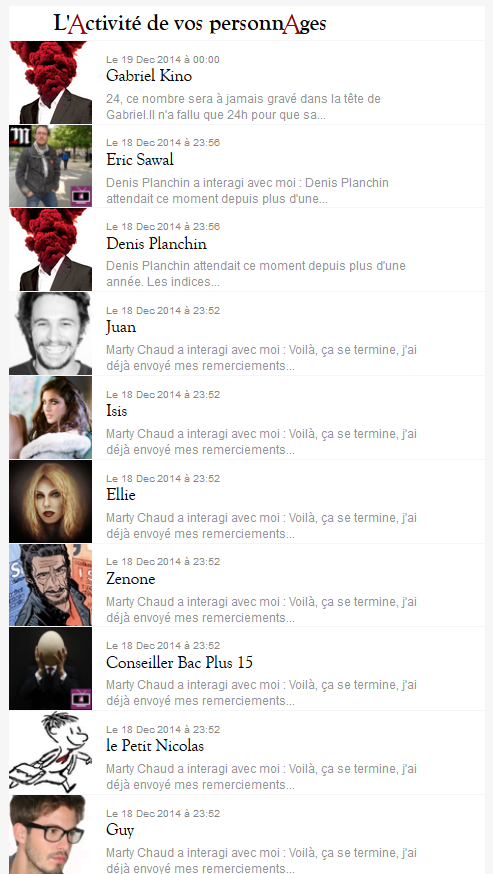 L'Activité de vos personnAges
Le 19 Dec 2014 à 00:00
Gabriel Kino
24, ce nombre sera à jamais gravé dans la tête de
Gabriel.Il n'a fallu que 24h pour que sa...
M
Le 18 Dec 2014 à 23:56
Eric Sawal
Denis Planchin a interagi avec moi : Denis Planchin
attendait ce moment depuis plus d'une...
Le 18 Dec 2014 à 23:56
Denis Planchin
Denis Planchin attendait ce moment depuis plus d'une
année. Les indices...
Le 18 Dec 2014 à 23:52
Juan
Marty Chaud a interagi avec moi : Voilà, ça se termine, j'ai
déjà envoyé mes remerciements...
Le 18 Dec 2014 à 23:52
Isis
Marty Chaud a interagi avec moi : Voilà, ça se termine, j'ai
déjà envoyé mes remerciements...
Le 18 Dec 2014 à 23:52
Ellie
Marty Chaud a interagi avec moi : Voilà, ça se termine, j'ai
déjà envoyé mes remerciements...
Le 18 Dec 2014 à 23:52
Zenone
Marty Chaud a interagi avec moi : Voilà, ça se termine, j'ai
déjà envoyé mes remerciements...
Le 18 Dec 2014 à 23:52
Conseiller Bac Plus 15
Marty Chaud a interagi avec moi : Voilà, ça se termine, j'ai
déjà envoyé mes remerciements...
Le 18 Dec 2014 à 23:52
le Petit Nicolas
Marty Chaud a interagi avec moi : Voilà, ça se termine, j'ai
déjà envoyé mes remerciements...
Le 18 Dec 2014 à 23:52
Guy
Marty Chaud a interagi avec moi : Voilà, ça se termine, j'ai
déjà envoyé mes remerciements...